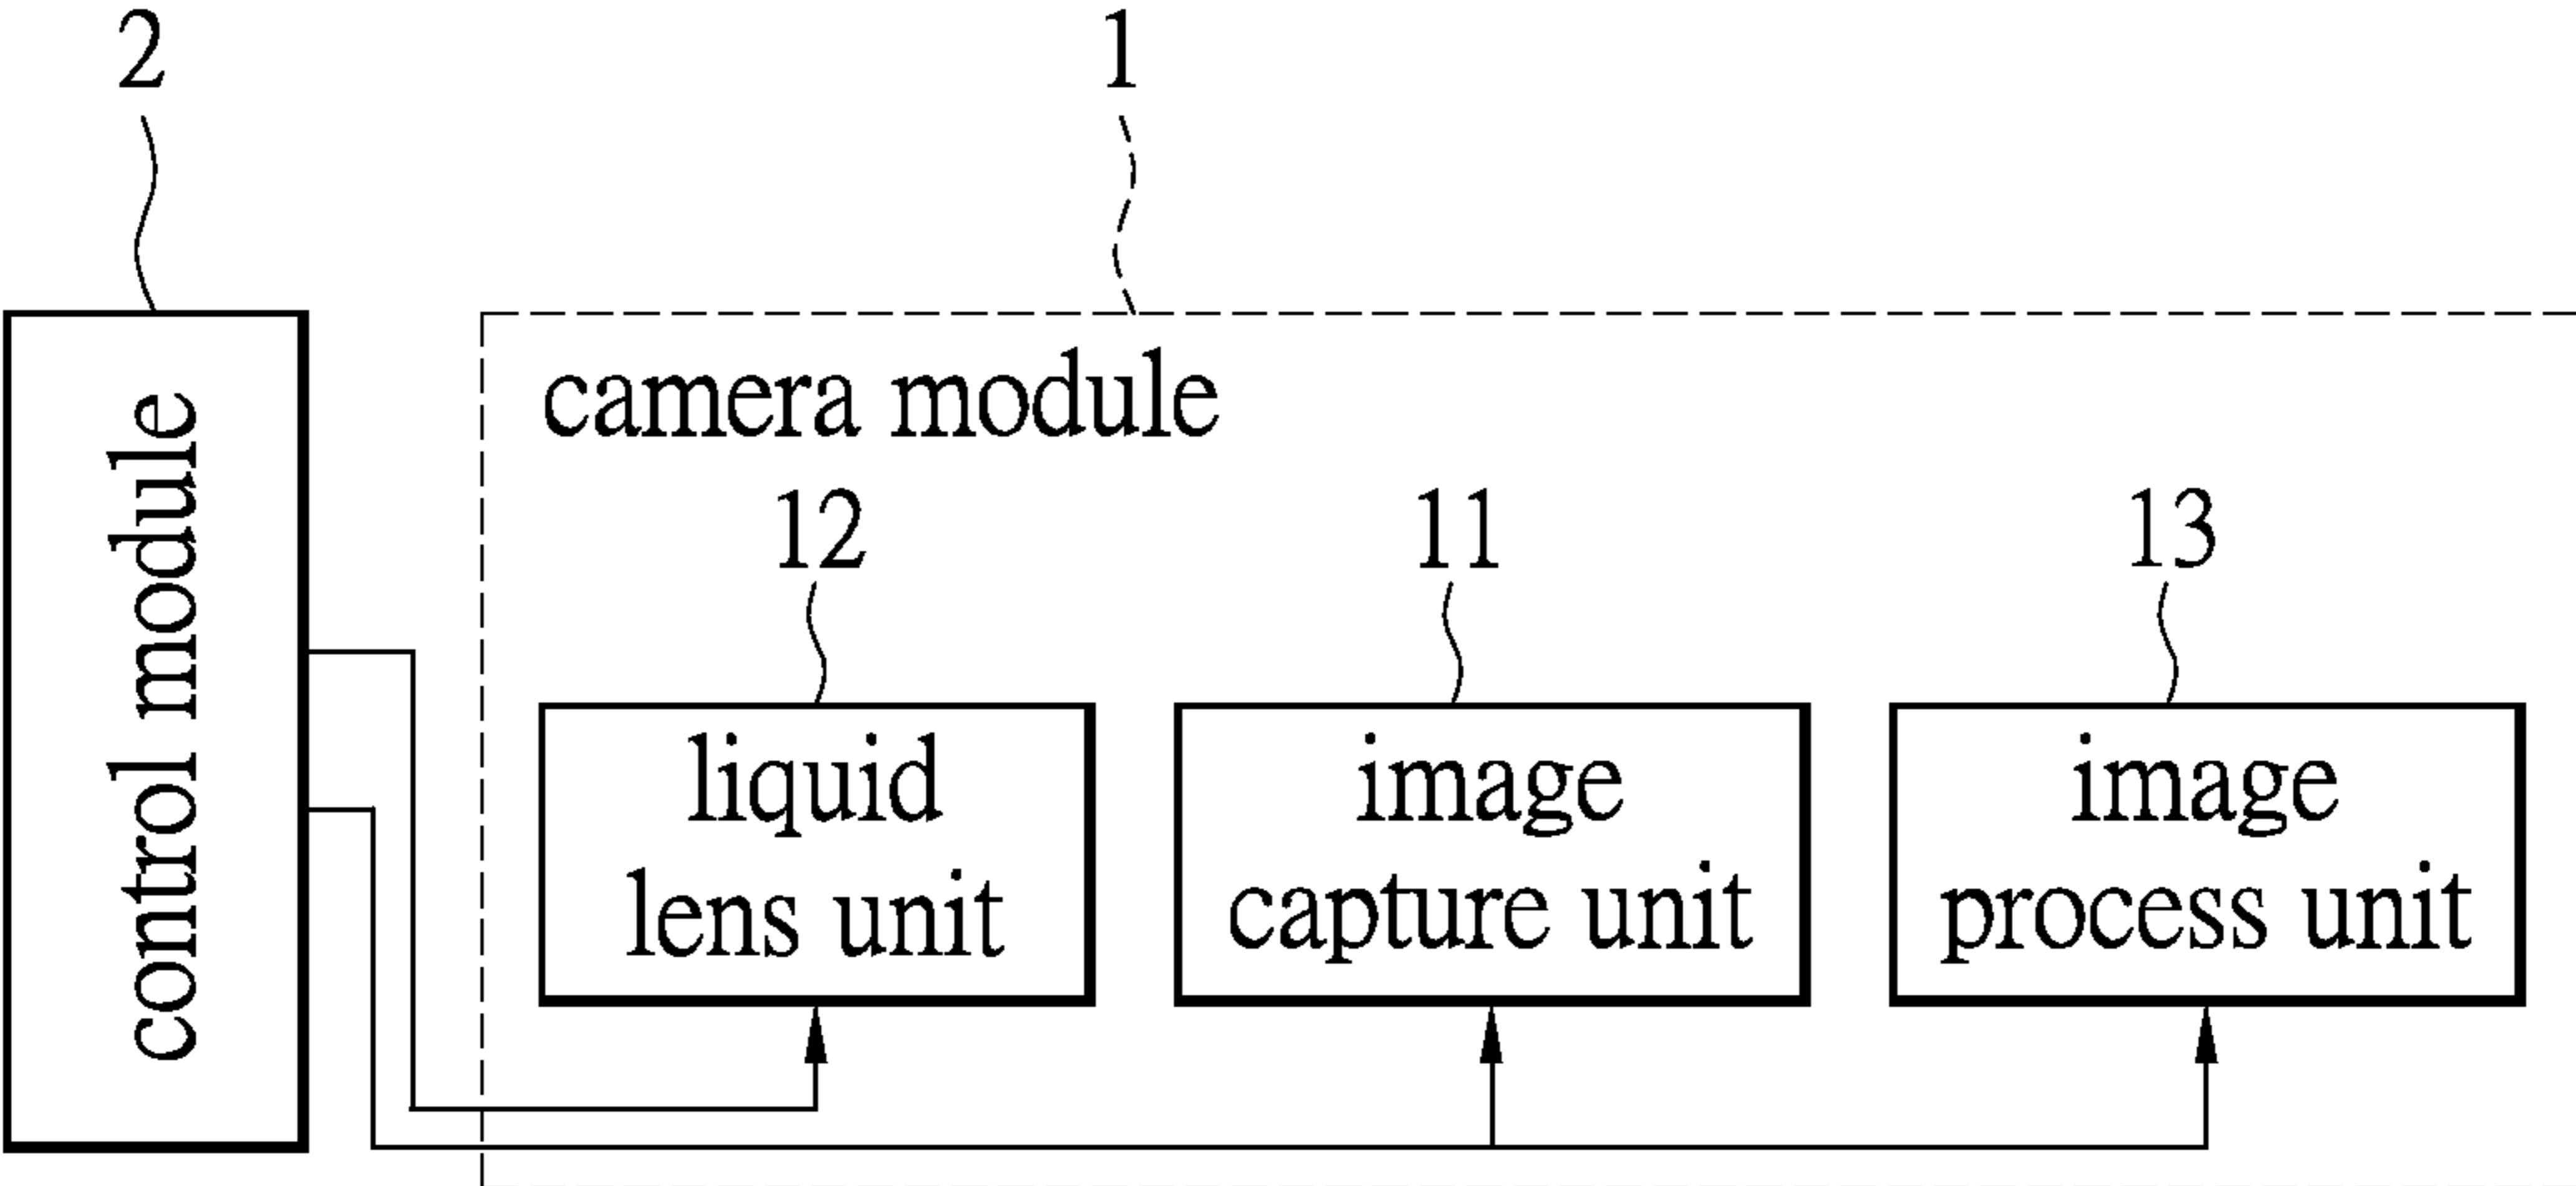 2
1
control module
camera module
12
11
13
liquid
lens unit
image
capture unit
image
process unit